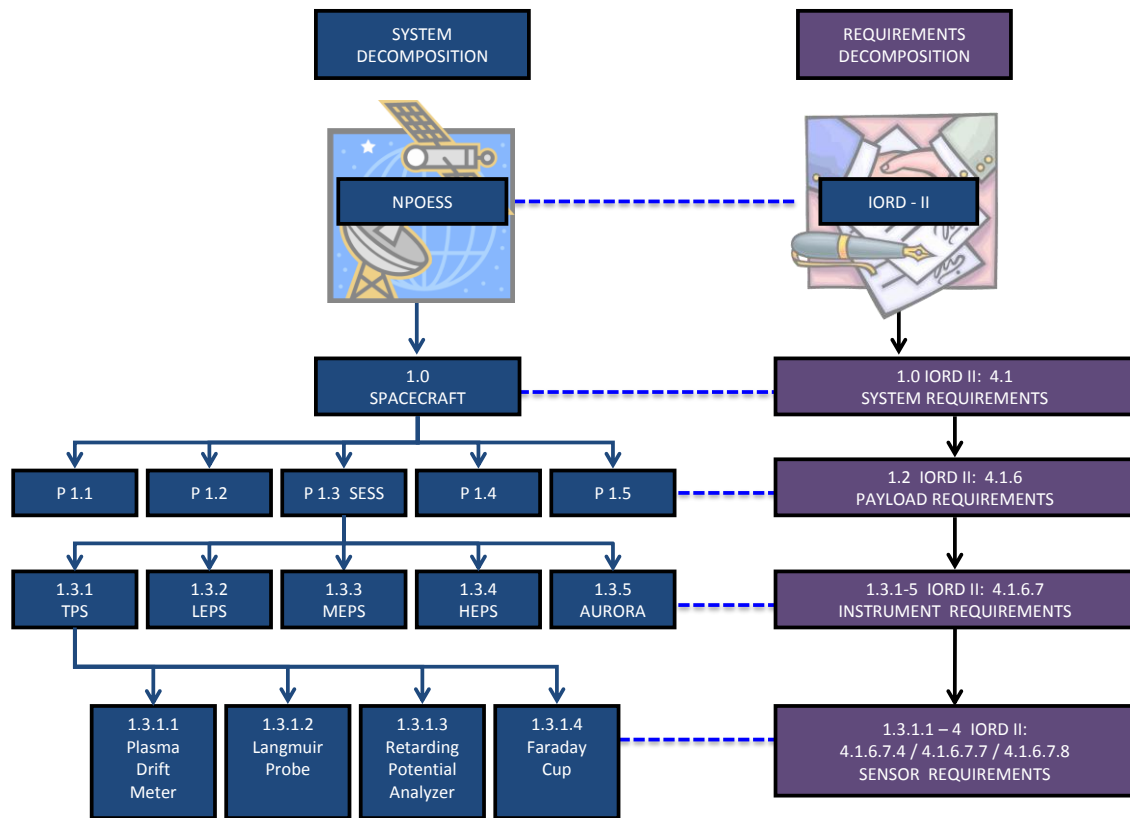 SYSTEM
DECOMPOSITION
REQUIREMENTS
DECOMPOSITION
NPOESS
IORD - II
1.0
SPACECRAFT
1.0 IORD II: 4.1
SYSTEM REQUIREMENTS
P 1.1
P 1.2
P 1.3 SESS
P 1.4
P 1.5
1.2 IORD II: 4.1.6
PAYLOAD REQUIREMENTS
1.3.1
TPS
1.3.2
LEPS
1.3.3
MEPS
1.3.4
HEPS
1.3.5
AURORA
1.3.1-5 IORD II: 4.1.6.7
INSTRUMENT REQUIREMENTS
1.3.1.1
Plasma
Drift
Meter
1.3.1.2
Langmuir
Probe
1.3.1.3
Retarding
Potential
Analyzer
1.3.1.4
Faraday
Cup
1.3.1.1 – 4 IORD II:
4.1.6.7.4 / 4.1.6.7.7 / 4.1.6.7.8
SENSOR REQUIREMENTS